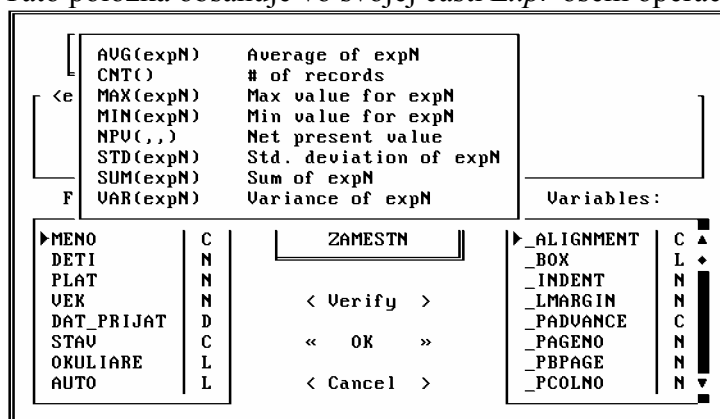 Táto položka obsahuje vo svojej časti Exp. osem operác
AVG(expN) Average of expN
CNT() # of records
<e MAX(expN) Max value for expN
MIN(expN) Min value for expN
NPV(,,) Net present value
STD(expN) Std. deviation of expN
SUM(expN) Sum of expN
F VAR(expN) Variance of expN Variables:
MENO C ZAMESTN _ALIGNMENT C
DETI N _BOX L
PLAT N _INDENT N
VEK N < Verify > _LMARGIN N
DAT_PRIJAT D _PADVANCE C
STAV C « OK » _PAGENO N
OKULIARE L _PBPAGE N
AUTO L < Cancel > _PCOLNO N